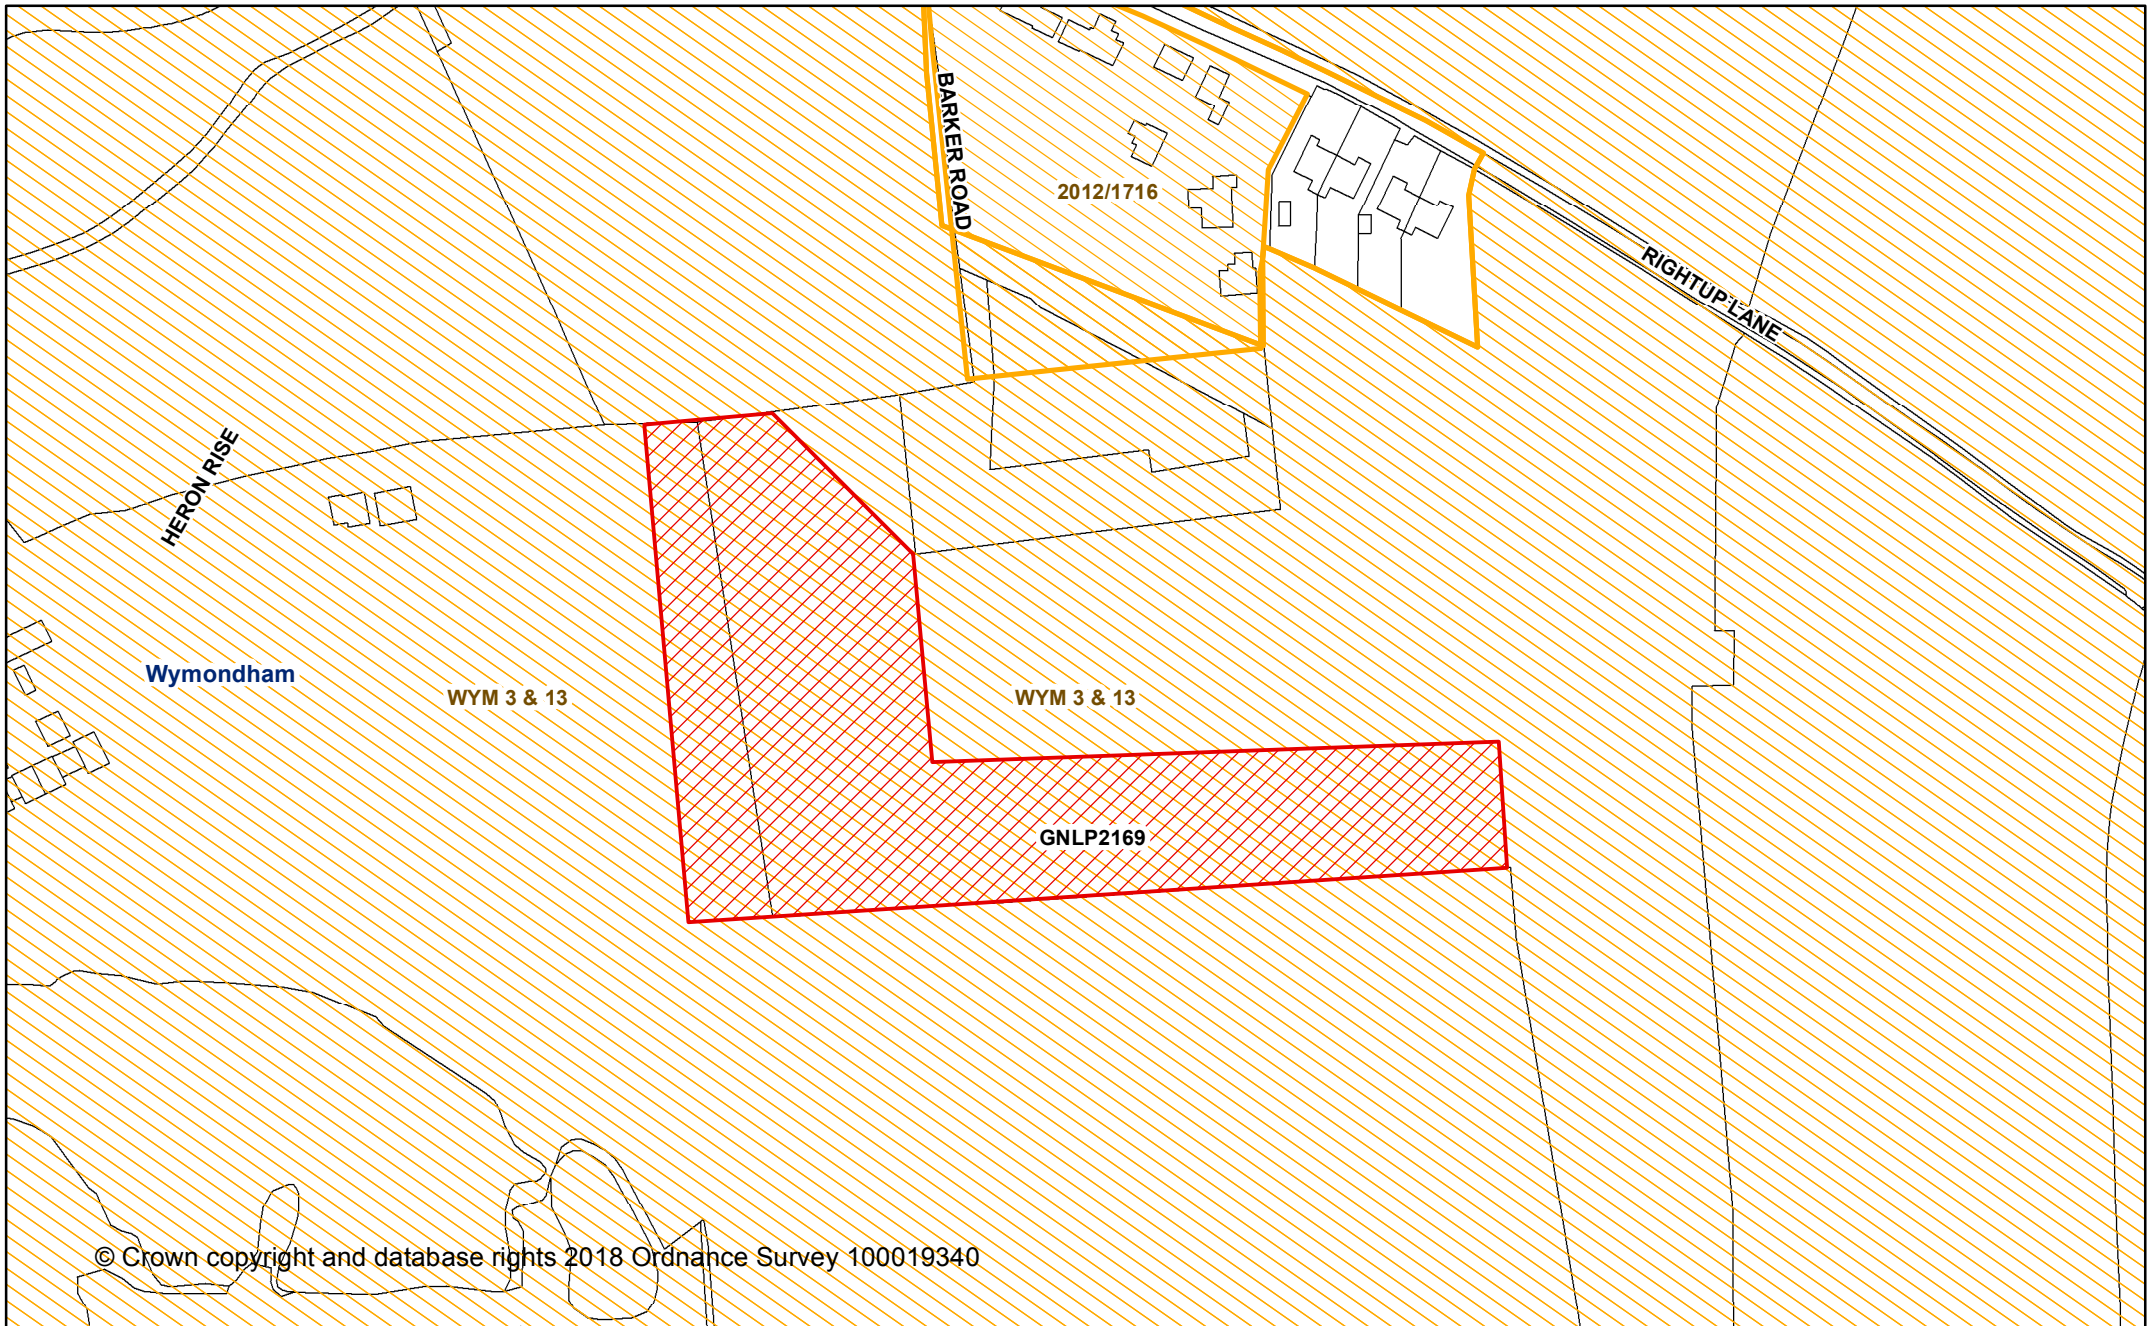 BARKER ROAD
2012/1716
RIGHTUP LANE
HERON RISE
Wymondham
WYM 3 & 13
WYM 3 & 13
GNLP2169
© Crown copyright and database rights 2018 Ordnance Survey 100019340